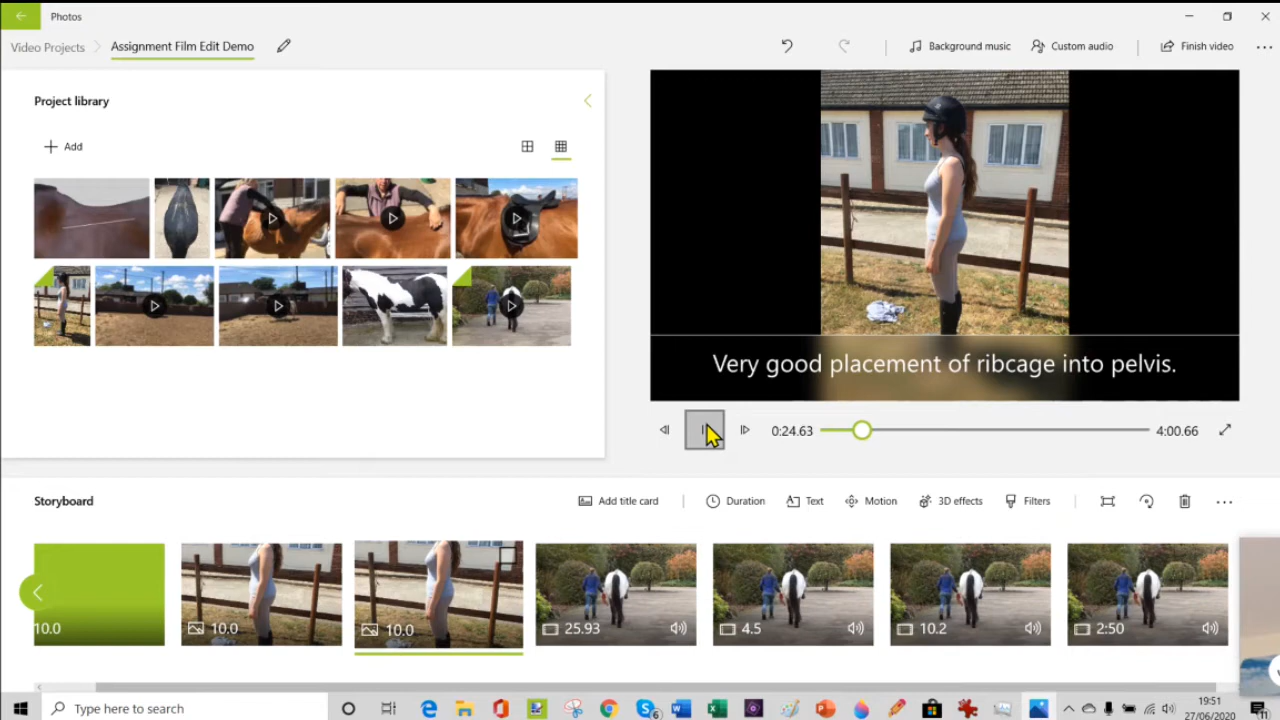 Photos
Video Projects
Assignment Film Edit Demo
Background music
Custom audio
Finish video
Project library
Add
Very good placement of ribcage into pelvis.
0:24.63
4:00.66
Storyboard
Add title card
Duration
Text
Motion
3D effects
Filters
10.0
10.0
10.0
25.93
4.5
10.2
2:50
Type here to search
6
19:51
27/06/2020
11